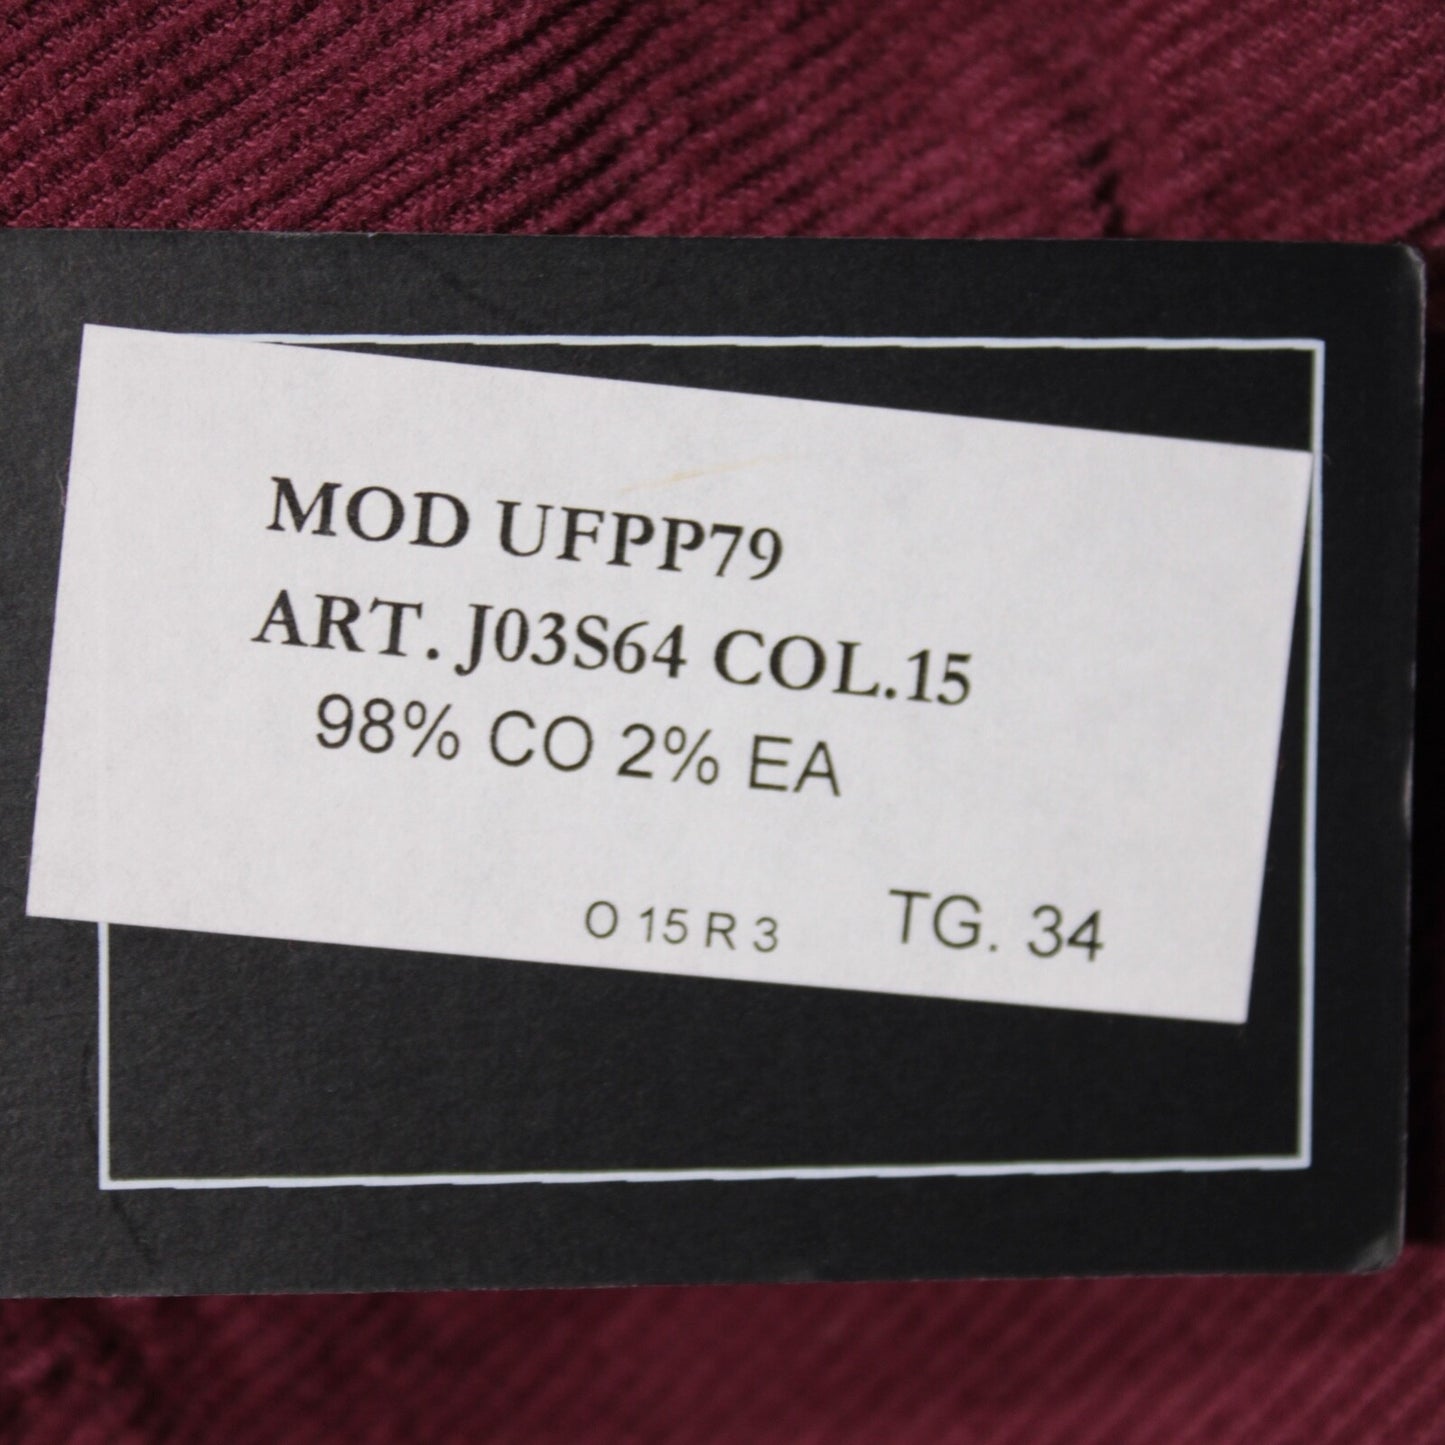 MOD UFPP79
ART. J03S64 COL.15
98% CO 2% EA
O 15 R 3 TG. 34